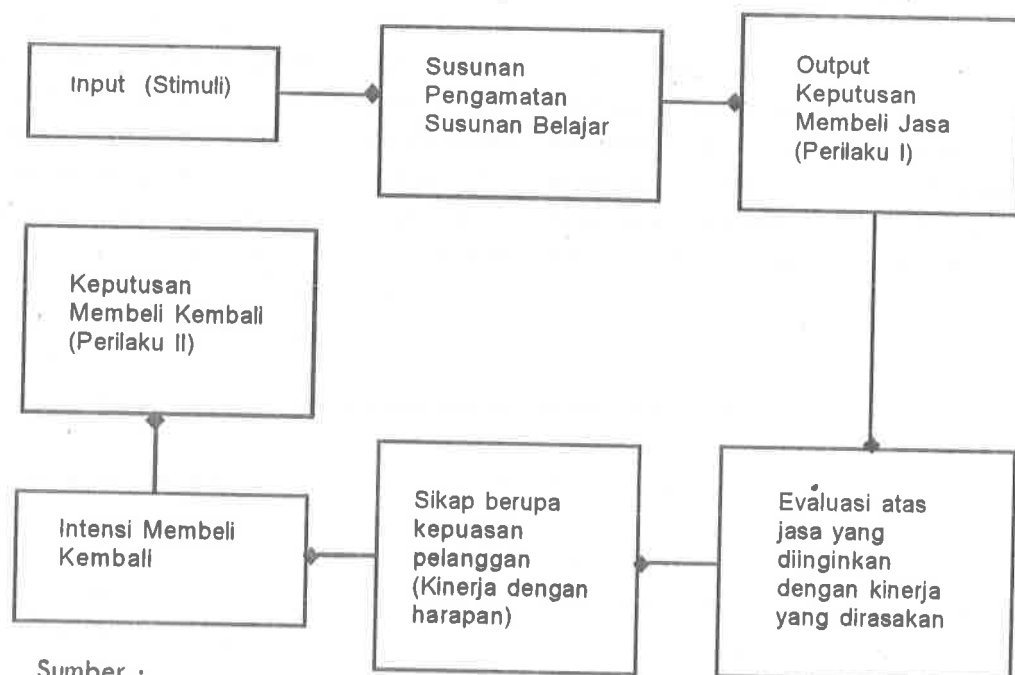 Input (Stimuli)
Susunan
Pengamatan
Susunan Belajar
Output
Keputusan
Membeli Jasa
(Perilaku I)
Keputusan
Membeli Kembali
(Perilaku II)
Intensi Membeli
Kembali
Sikap berupa
kepuasan
pelanggan
(Kinerja dengan
harapan)
Evaluasi atas
jasa yang
diinginkan
dengan kinerja
yang dirasakan
Sumber :